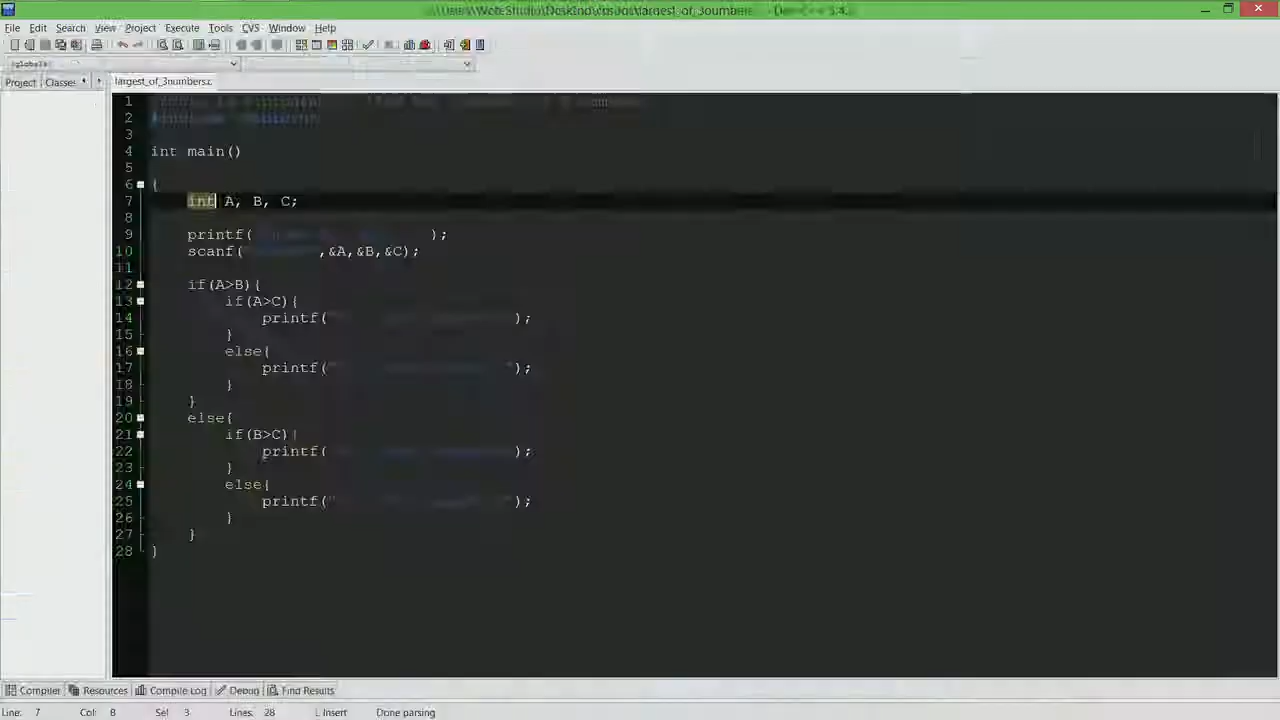 Dev-C++ 5.4.
File Edit Search View Project Execute Tools CVS Window Help
(globals)
Project Classes largest_of_3numbers.c
1
2
3
4 int main()
5
6 {
7 int A, B, C;
8
9 printf( );
10 scanf(" ",&A,&B,&C);
11
12 if(A>B){
13 if(A>C){
14 printf( );
15 }
16 else{
17 printf(" ");
18 }
19 }
20 else{
21 if(B>C){
22 printf( );
23 }
24 else{
25 printf(" ");
26 }
27 }
28 }
Compiler Resources Compile Log Debug Find Results
Line: 7 Col: 8 Sel: 3 Lines: 28 Insert Done parsing